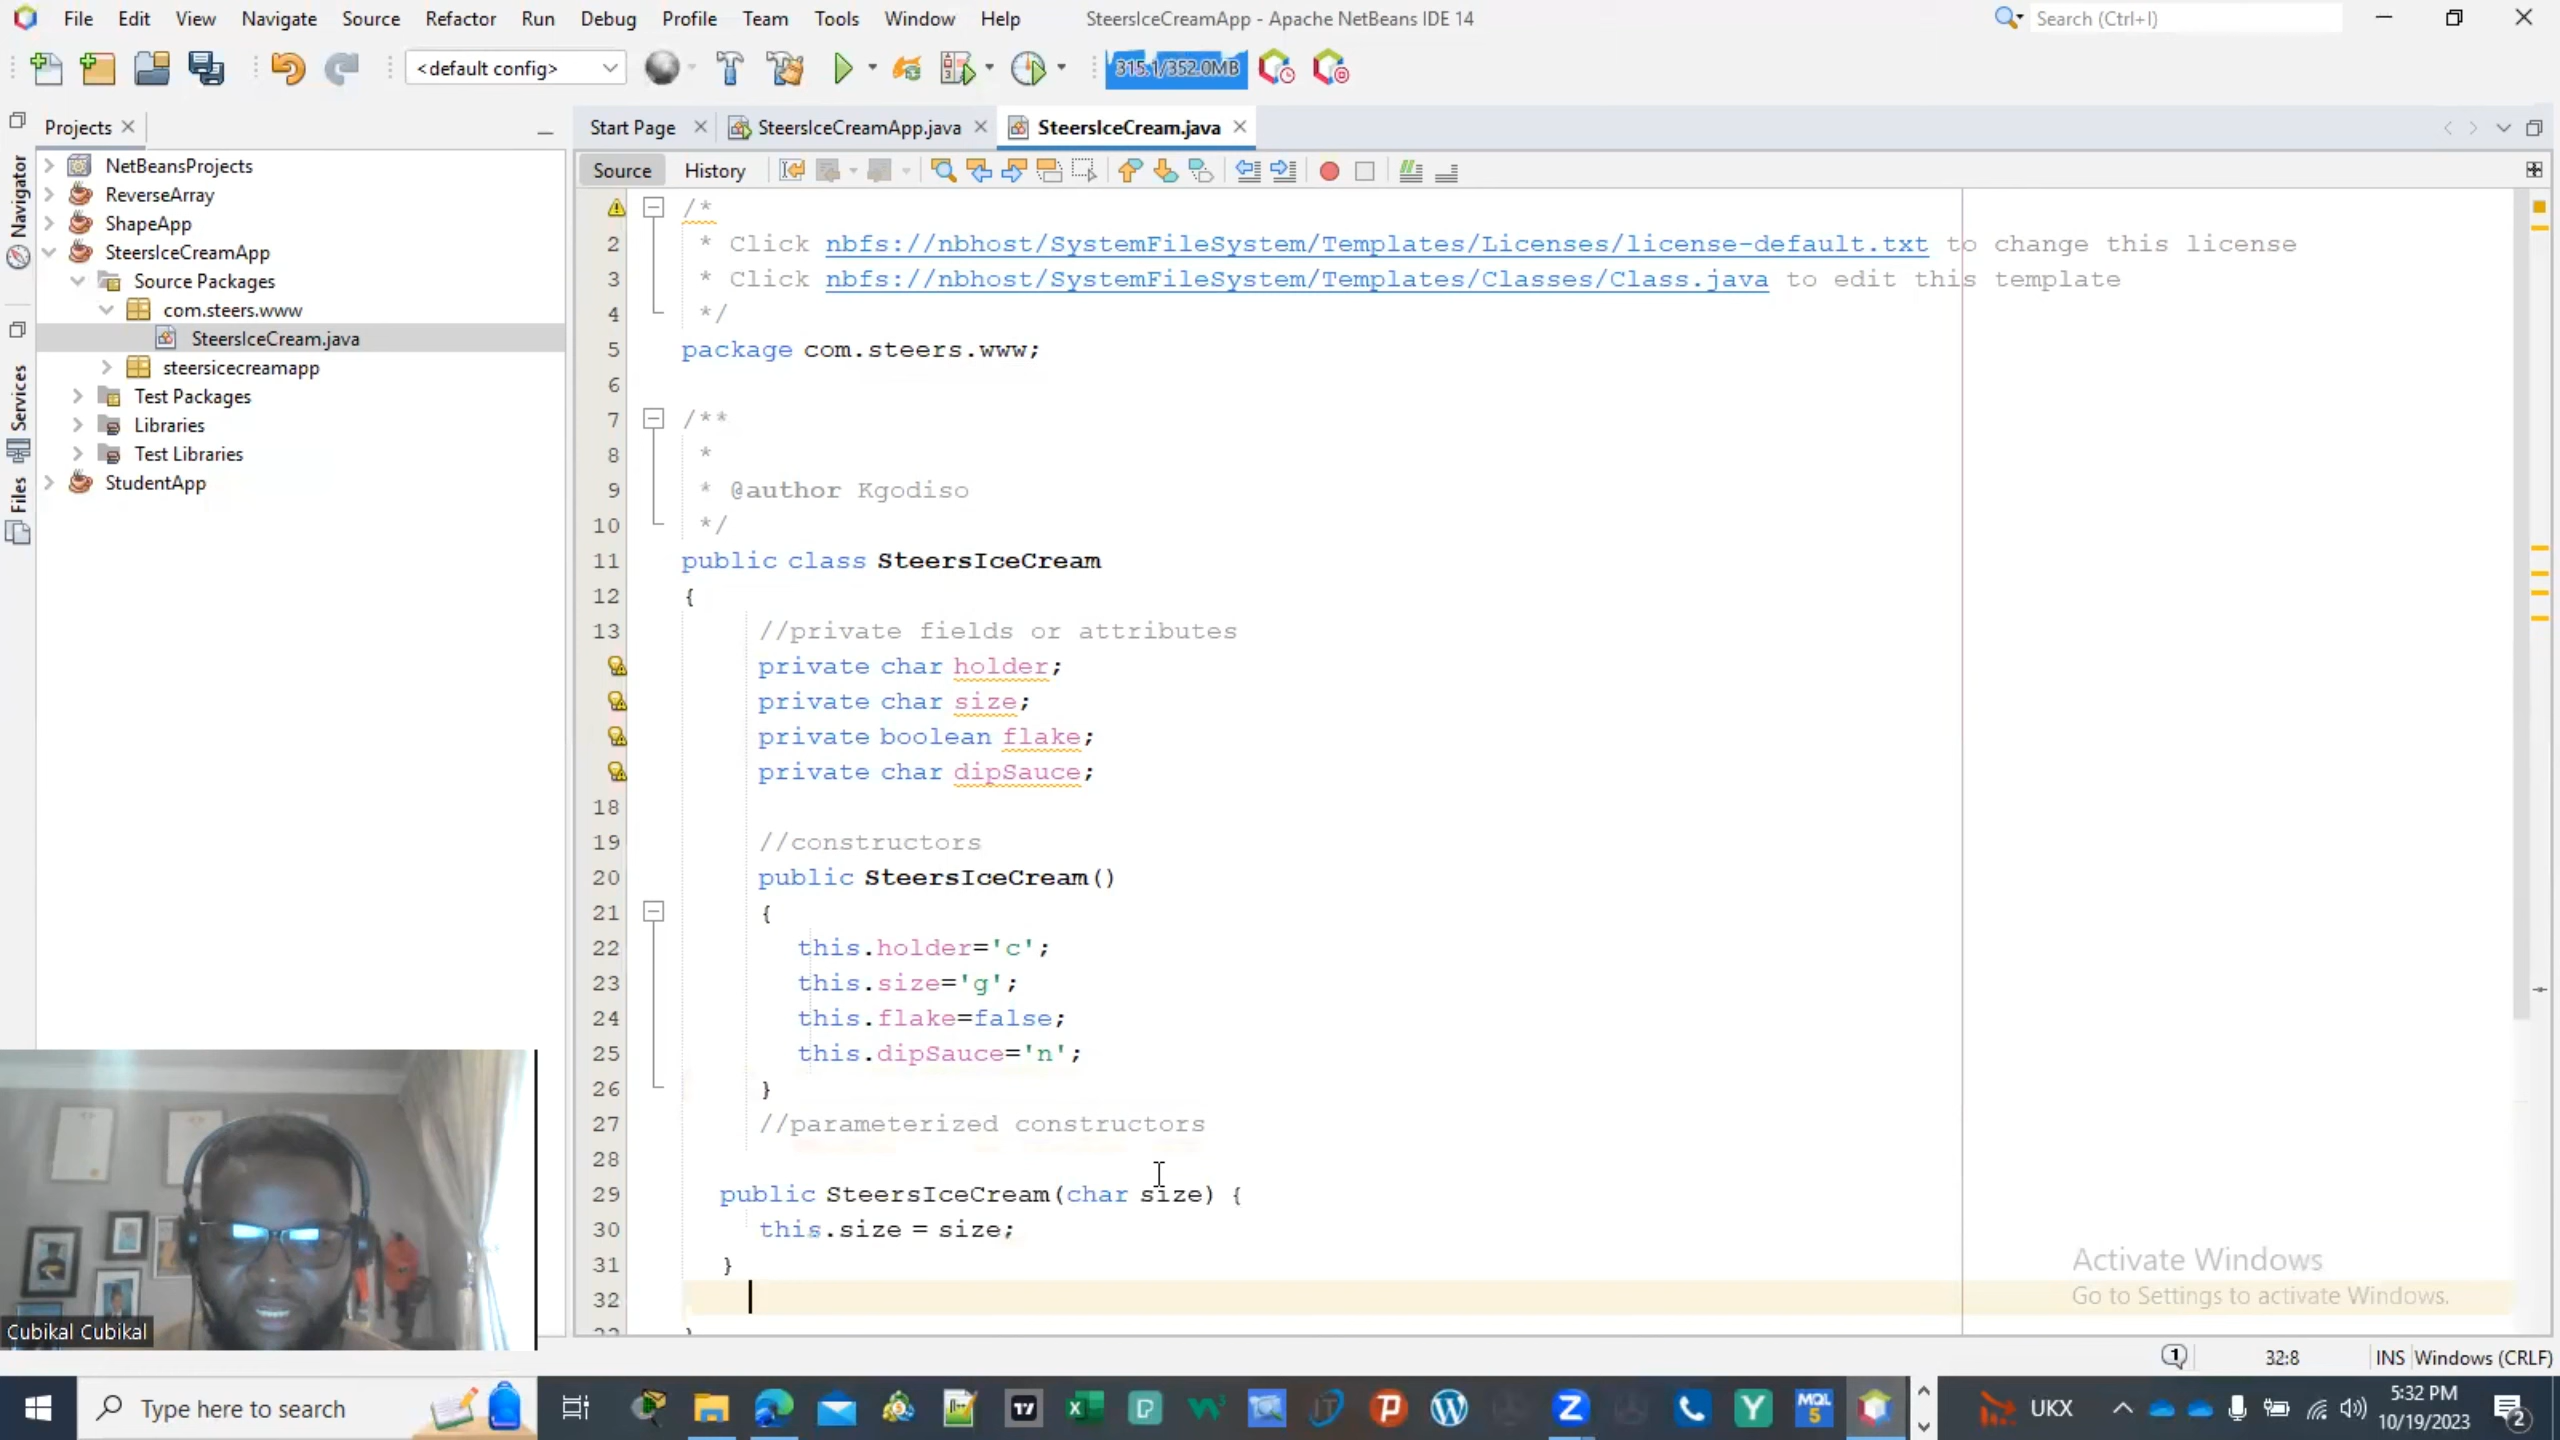 File Edit View Navigate Source Refactor Run Debug Profile Team Tools Window Help SteersIceCreamApp - Apache NetBeans IDE 14 Search (Ctrl+I)
<default config> 315.1/352.0MB
Projects Start Page SteersIceCreamApp.java SteersIceCream.java
Source History
Navigator
Services
Files
NetBeansProjects
ReverseArray
ShapeApp
SteersIceCreamApp
Source Packages
com.steers.www
SteersIceCream.java
steersicecreamapp
Test Packages
Libraries
Test Libraries
StudentApp
/*
2 * Click nbfs://nbhost/SystemFileSystem/Templates/Licenses/license-default.txt to change this license
3 * Click nbfs://nbhost/SystemFileSystem/Templates/Classes/Class.java to edit this template
4 */
5 package com.steers.www;
6
7 /**
8 *
9 * @author Kgodiso
10 */
11 public class SteersIceCream
12 {
13 //private fields or attributes
private char holder;
private char size;
private boolean flake;
private char dipSauce;
18
19 //constructors
20 public SteersIceCream()
21 {
22 this.holder='c';
23 this.size='g';
24 this.flake=false;
25 this.dipSauce='n';
26 }
27 //parameterized constructors
28
29 public SteersIceCream(char size) {
30 this.size = size;
31 }
32
Activate Windows
Go to Settings to activate Windows.
Cubikal Cubikal
1 32:8 INS Windows (CRLF)
Type here to search
MQL 5
UKX
5:32 PM
10/19/2023
2